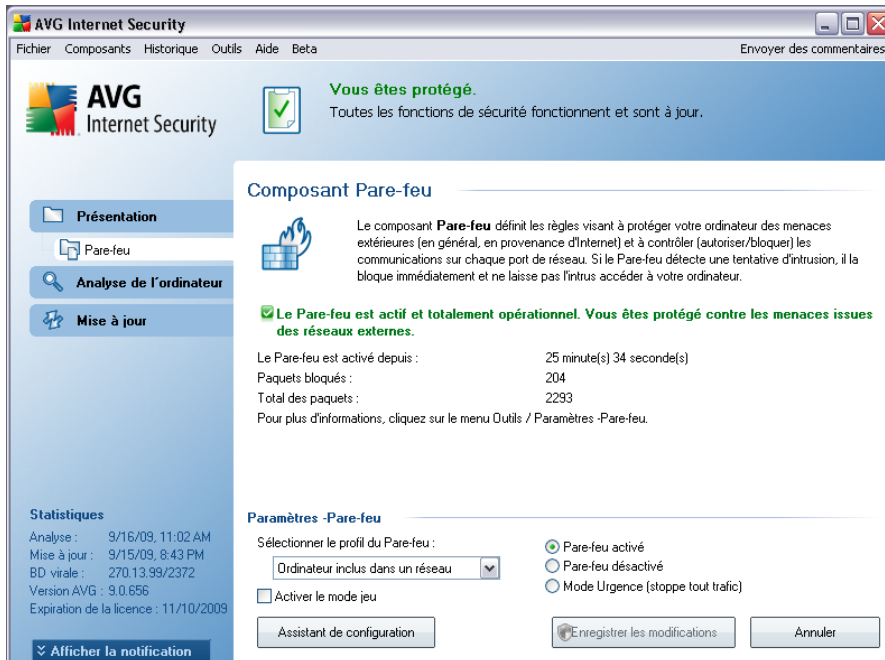 AVG Internet Security
Fichier Composants Historique Outils Aide Beta Envoyer des commentaires
AVG
Internet Security
Vous êtes protégé.
Toutes les fonctions de sécurité fonctionnent et sont à jour.
Présentation
Pare-feu
Analyse de l'ordinateur
Mise à jour
Composant Pare-feu
Le composant Pare-feu définit les règles visant à protéger votre ordinateur des menaces
extérieures (en général, en provenance d'Internet) et à contrôler (autoriser/bloquer) les
communications sur chaque port de réseau. Si le Pare-feu détecte une tentative d'intrusion, il la
bloque immédiatement et ne laisse pas l'intrus accéder à votre ordinateur.
Le Pare-feu est actif et totalement opérationnel. Vous êtes protégé contre les menaces issues
des réseaux externes.
Le Pare-feu est activé depuis : 25 minute(s) 34 seconde(s)
Paquets bloqués : 204
Total des paquets : 2293
Pour plus d'informations, cliquez sur le menu Outils / Paramètres -Pare-feu.
Statistiques
Analyse : 9/16/09, 11:02 AM
Mise à jour : 9/15/09, 8:43 PM
BD virale : 270.13.99/2372
Version AVG : 9.0.656
Expiration de la licence : 11/10/2009
Afficher la notification
Paramètres -Pare-feu
Sélectionner le profil du Pare-feu :
Ordinateur inclus dans un réseau
Activer le mode jeu
Pare-feu activé
Pare-feu désactivé
Mode Urgence (stoppe tout trafic)
Assistant de configuration
Enregistrer les modifications
Annuler